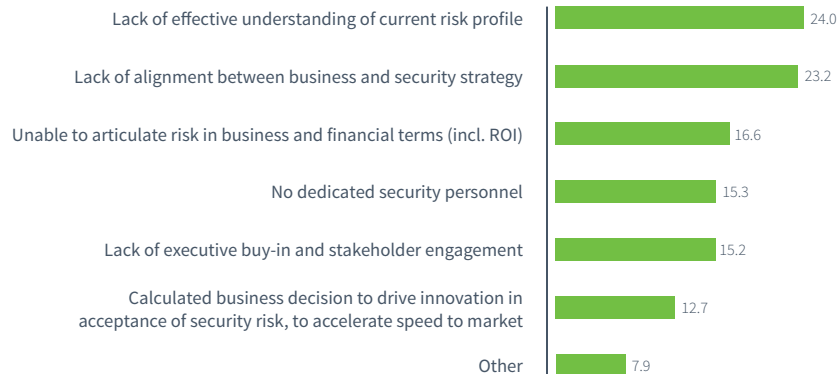 Lack of effective understanding of current risk profile 24.0
Lack of alignment between business and security strategy 23.2
Unable to articulate risk in business and financial terms (incl. ROI) 16.6
No dedicated security personnel 15.3
Lack of executive buy-in and stakeholder engagement 15.2
Calculated business decision to drive innovation in
acceptance of security risk, to accelerate speed to market 12.7
Other 7.9